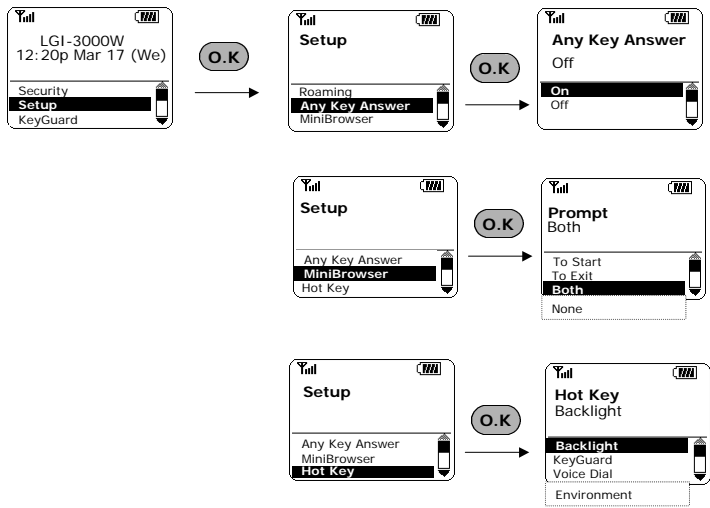 LGI-3000W
12:20p Mar 17 (We)
Security
Setup
KeyGuard
O.K
Setup
Roaming
Any Key Answer
MiniBrowser
O.K
Any Key Answer
Off
On
Off
Setup
Any Key Answer
MiniBrowser
Hot Key
O.K
Prompt
Both
To Start
To Exit
Both
None
Setup
Any Key Answer
MiniBrowser
Hot Key
O.K
Hot Key
Backlight
Backlight
KeyGuard
Voice Dial
Environment